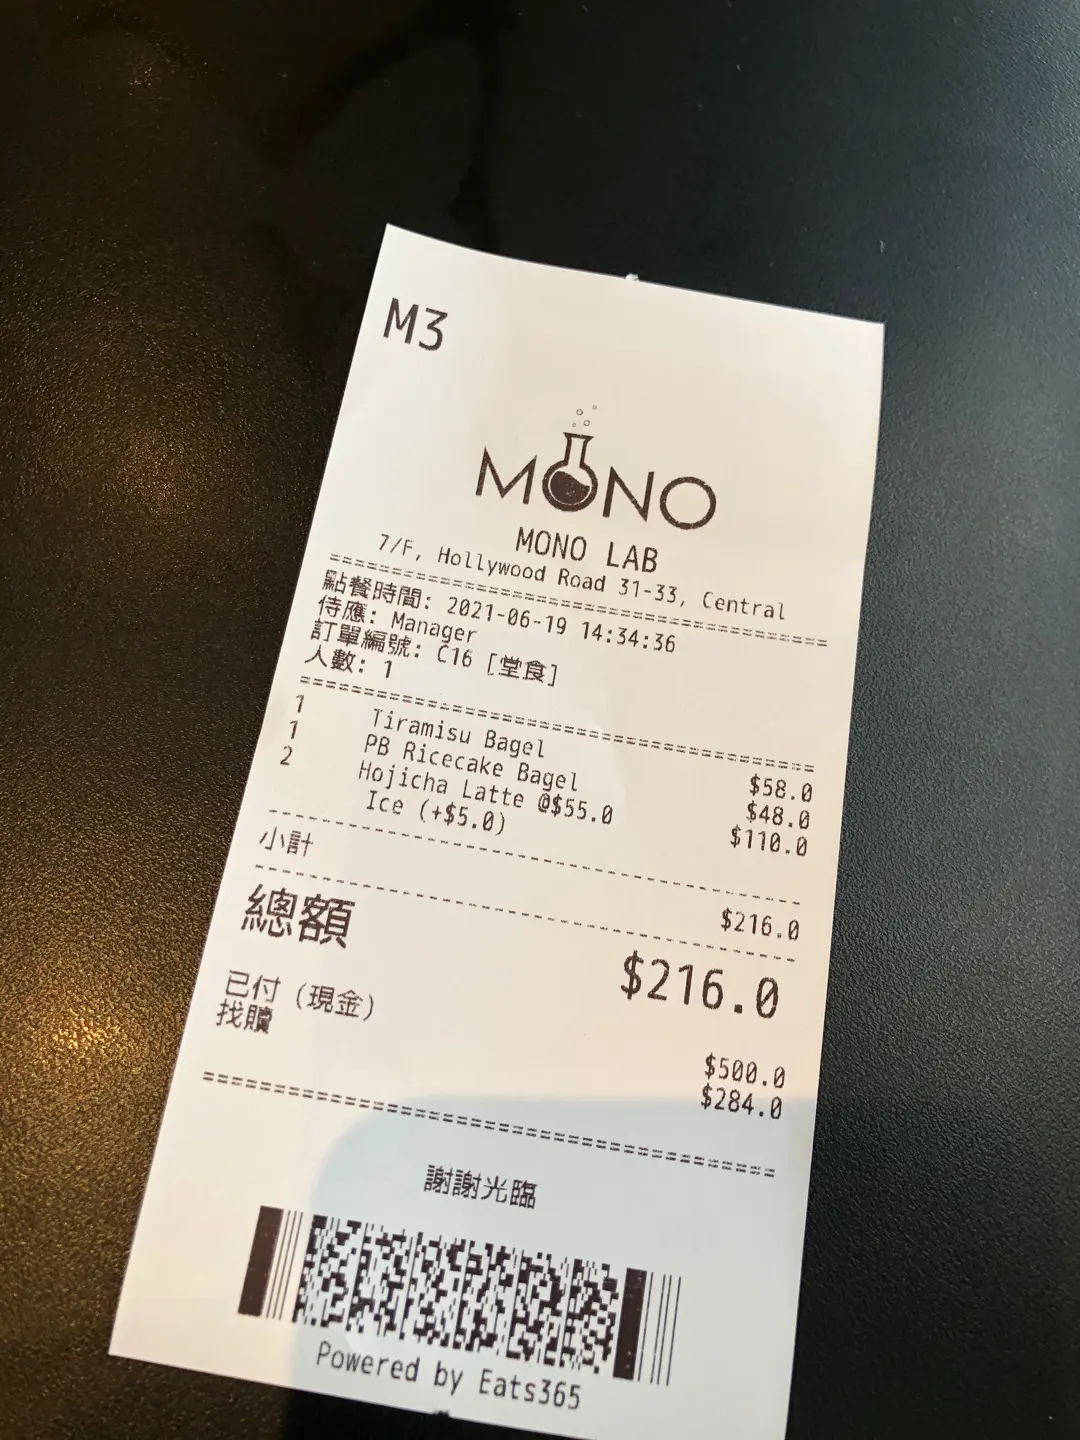 M3
MONO
MONO LAB
7/F, Hollywood Road 31-33, Central
點餐時間: 2021-06-19 14:34:36
侍應: Manager
訂單編號: C16 [堂食]
人數: 1
1 Tiramisu Bagel $58.0
1 PB Ricecake Bagel $48.0
2 Hojicha Latte @$55.0 $110.0
Ice (+$5.0)
小計 $216.0
總額 $216.0
已付 (現金) $500.0
找贖 $284.0
謝謝光臨
Powered by Eats365